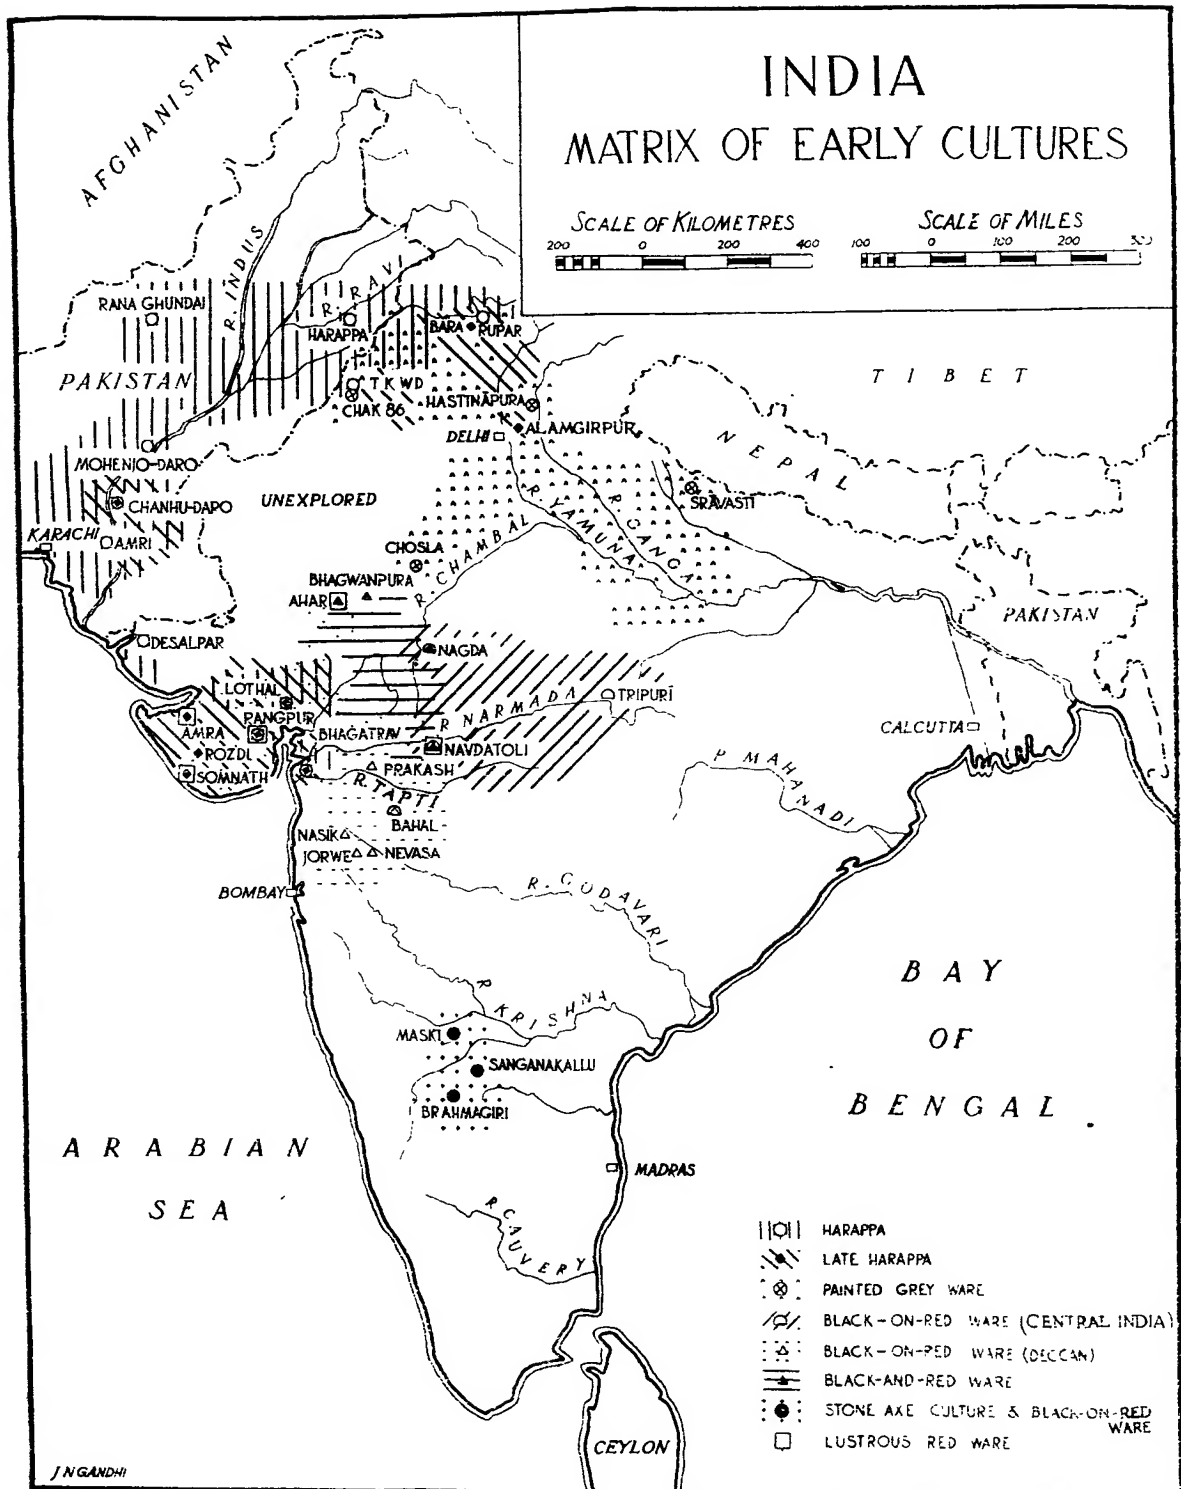 INDIA
MATRIX OF EARLY CULTURES
SCALE OF KILOMETRES
200 0 200 400
SCALE OF MILES
100 0 100 200
AFGHANISTAN
R. INDUS
R. RAVI
RANA GHUNDAI
HARAPPA
BARA
RUPAR
PAKISTAN
T K W D
CHAK 86
HASTINĀPURA
TIBET
DELHI
ALAMGIRPUR
NEPAL
MOHENJO-DARO
CHANHU-DAPO
UNEXPLORED
SRĀVASTI
R. YAMUNA
R. GANGA
KARACHI
AMRI
CHOSLA
R. CHAMBAL
BHAGWANPURA
AHAR
PAKISTAN
DESALPAR
NAGDA
LOTHAL
TRIPURI
PANGPUR
R NARMADA
AMRA
BHAGATRAV
CALCUTTA
NAVDATOLI
ROZDI
PRAKASH
SOMNATH
R. TAPTI
P. MAHANADI
BAHAL
NASIK
JORWE
NEVASA
BOMBAY
R. GODAVARI
BAY
OF
BENGAL
R KRISHNA
MASKI
SANGANAKALLU
BRAHMAGIRI
ARABIAN
SEA
MADRAS
R. CAUVERY
CEYLON
HARAPPA
LATE HARAPPA
PAINTED GREY WARE
BLACK-ON-RED WARE (CENTRAL INDIA)
BLACK-ON-RED WARE (DECCAN)
BLACK-AND-RED WARE
STONE AXE CULTURE & BLACK-ON-RED
WARE
LUSTROUS RED WARE
J N GANDHI